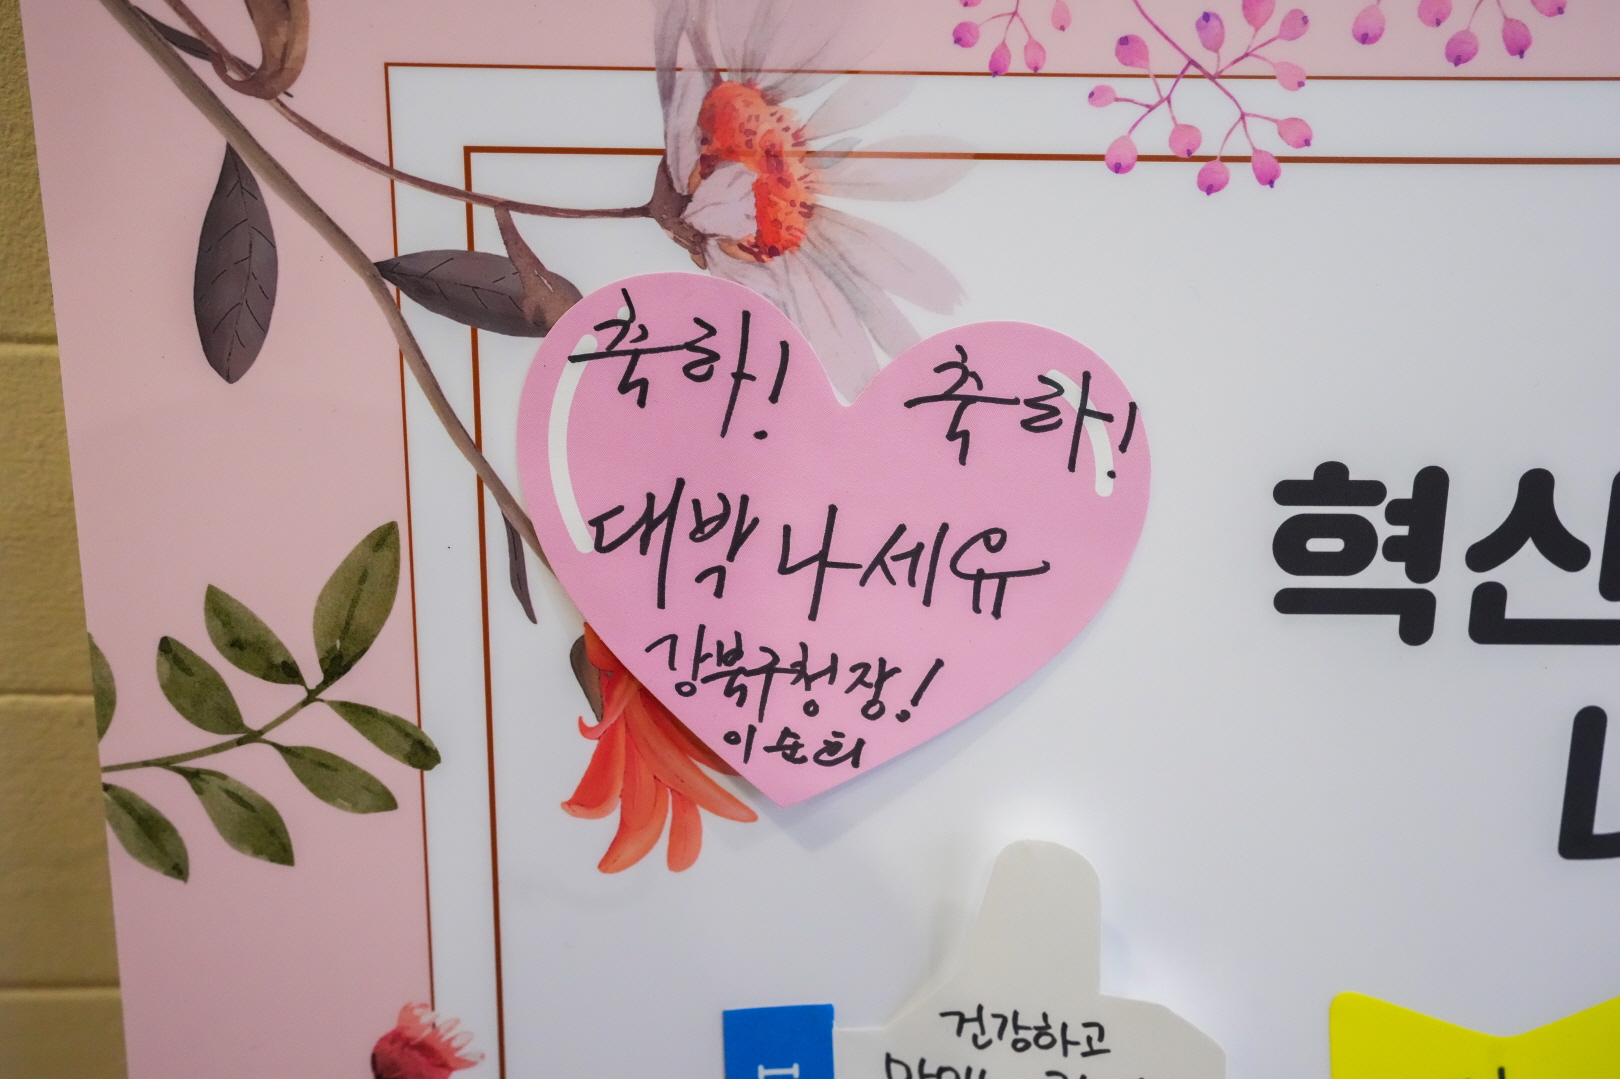 축하! 축하!
대박 나세유
강북구청장!
이순희
혁신
건강하고